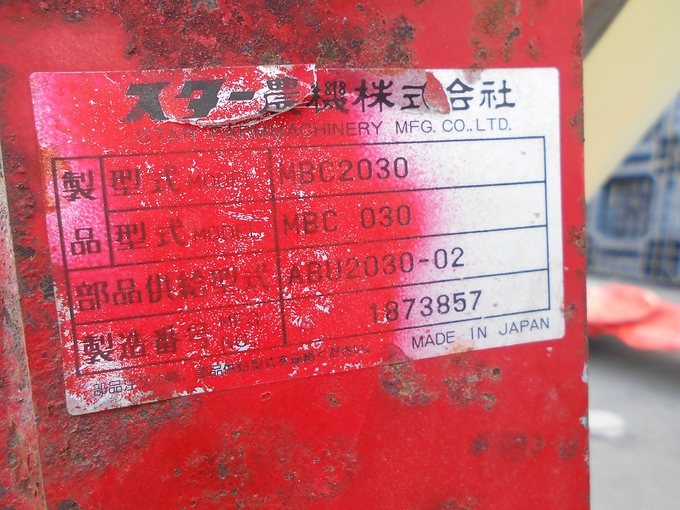 スター農機株式会社
STAR FARM MACHINERY MFG. CO.,LTD.
製品 型式 MODEL MBC2030
型式 MODEL MBC 030
部品供給型式 ABU2030-02
製造番号 1873857
MADE IN JAPAN